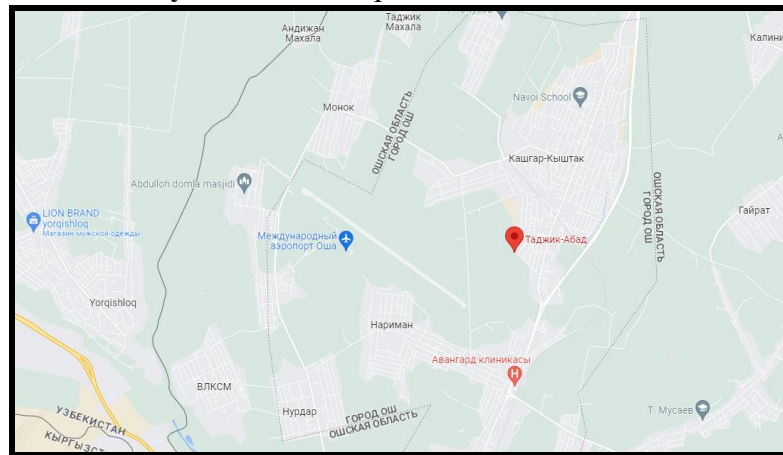 Таджик
Махала
Андижан
Махала
Калини
Navoi School
Монок
ОШСКАЯ ОБЛАСТЬ
ГОРОД ОШ
Кашгар-Кыштак
Abdulloh domla masjidi
ОШСКАЯ ОБЛАСТЬ
ГОРОД ОШ
LION BRAND
yorqishloq
Магазин мужской одежды
Гайрат
Международный
аэропорт Оша
Таджик-Абад
Yorqishloq
Нариман
Авангард клиникасы
ВЛКСМ
Нурдар
ГОРОД ОШ
ОШСКАЯ ОБЛАСТЬ
Т. Мусаев
УЗБЕКИСТАН
КЫРГЫЗСТ